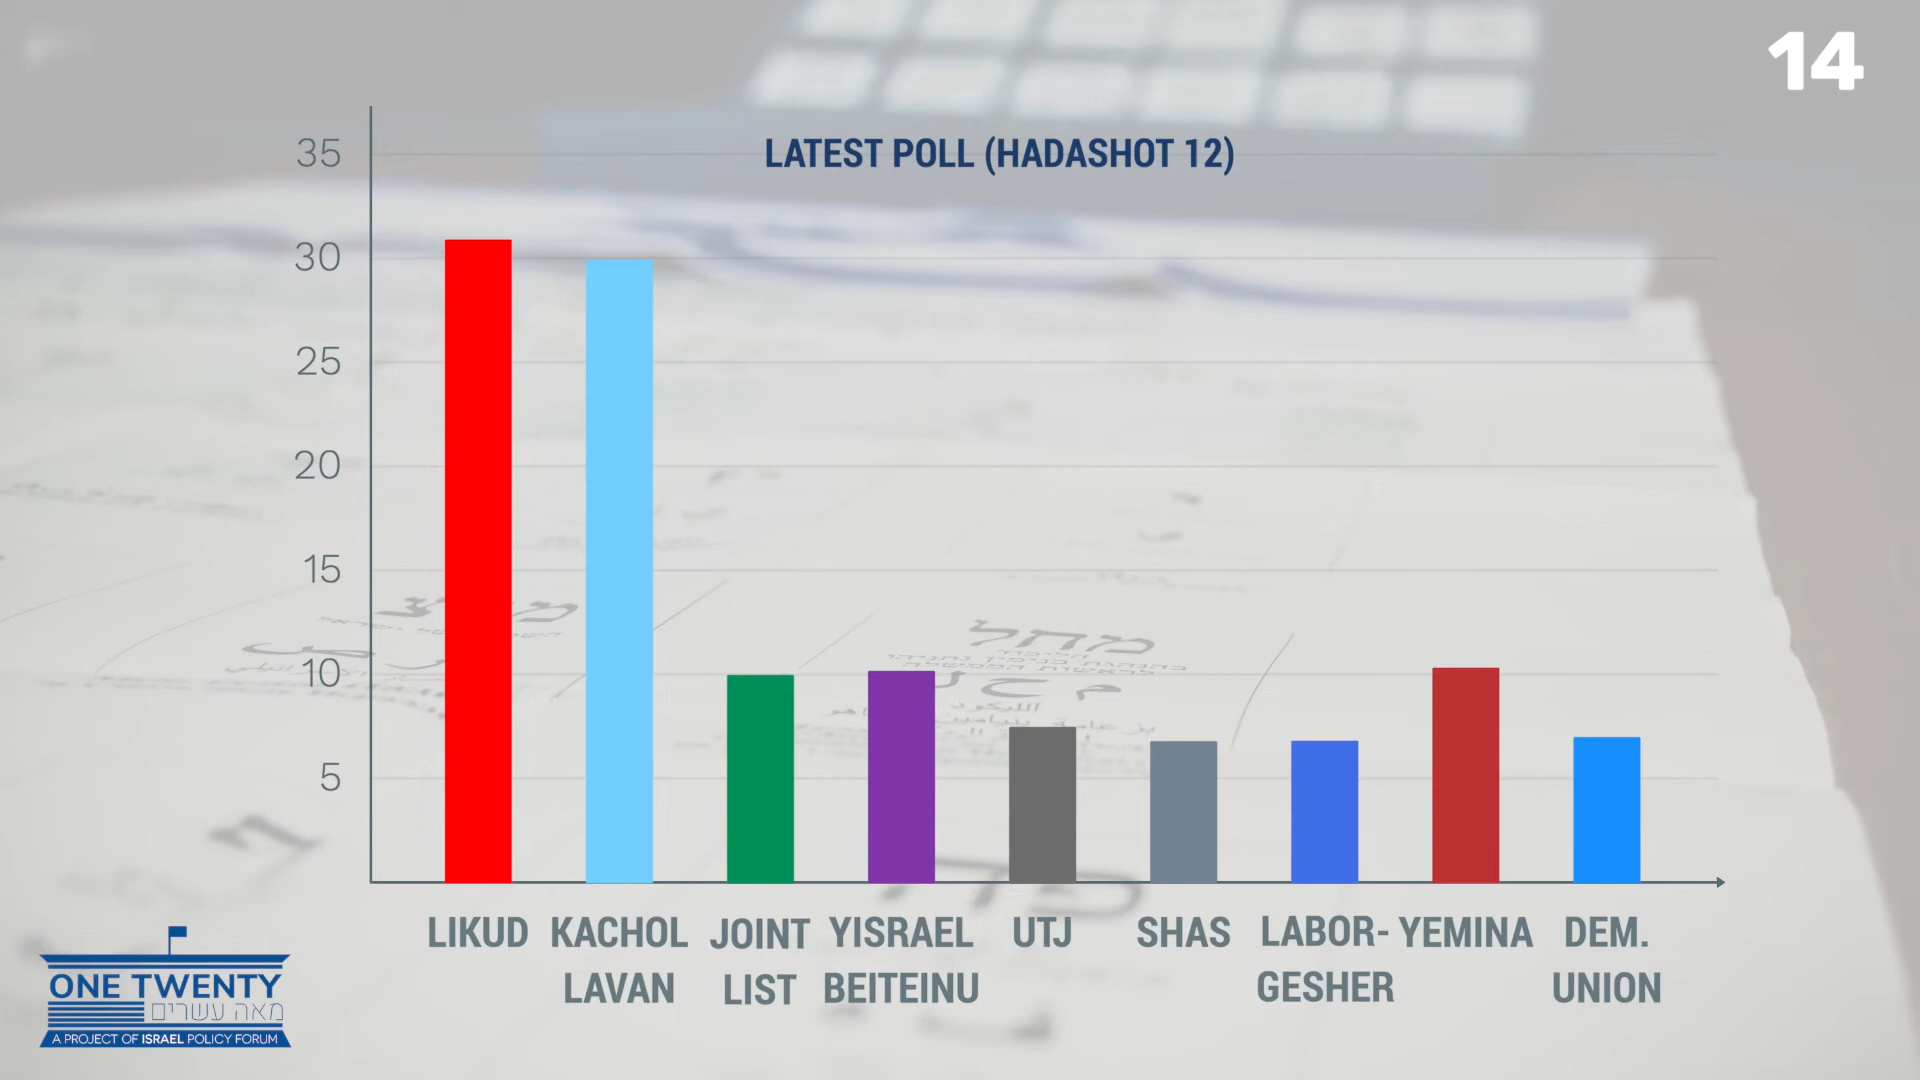 14
LATEST POLL (HADASHOT 12)
35
30
25
20
15
10
5
LIKUD
KACHOL
LAVAN
JOINT
LIST
YISRAEL
BEITEINU
UTJ
SHAS
LABOR-
GESHER
YEMINA
DEM.
UNION
ONE TWENTY
מאה עשרים
A PROJECT OF ISRAEL POLICY FORUM
מחל